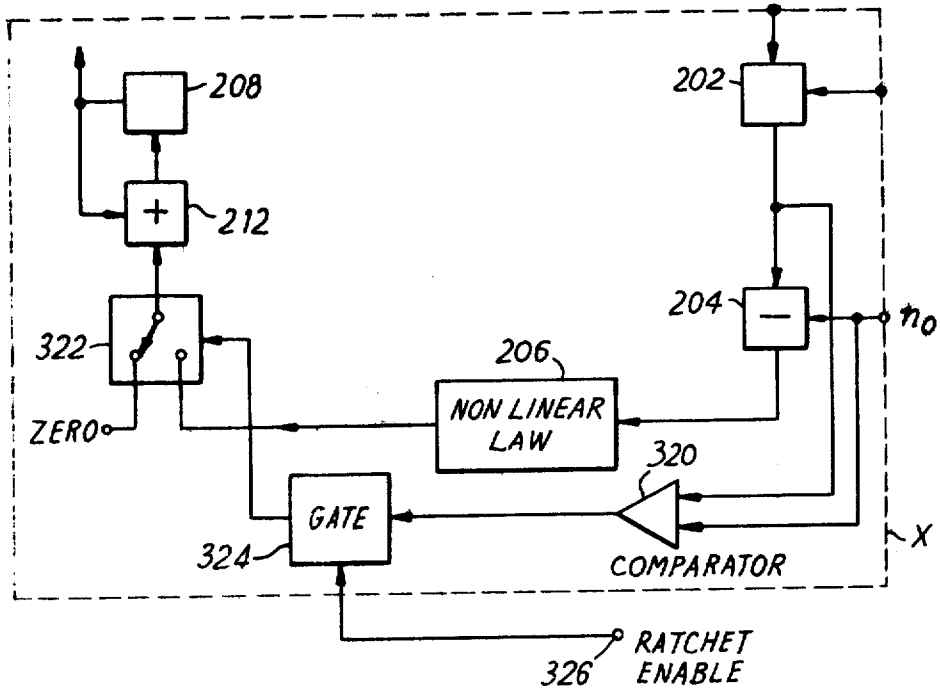 208
202
+
212
204
−
n₀
322
206
NON LINEAR
LAW
ZERO
320
GATE
324
COMPARATOR
X
326
RATCHET
ENABLE